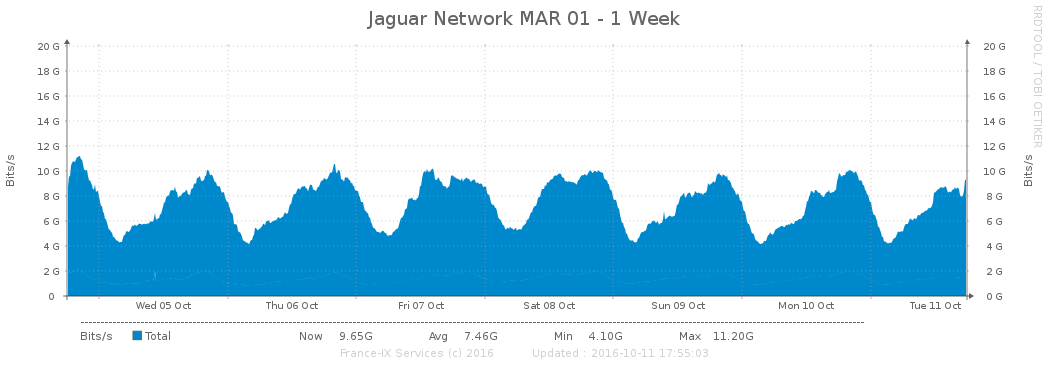 Jaguar Network MAR 01 - 1 Week
RRDTOOL / TOBI OETIKER
Bits/s
20 G 20 G
18 G 18 G
16 G 16 G
14 G 14 G
12 G 12 G
10 G 10 G
8 G 8 G
6 G 6 G
4 G 4 G
2 G 2 G
0 0 G
Bits/s
Wed 05 Oct Thu 06 Oct Fri 07 Oct Sat 08 Oct Sun 09 Oct Mon 10 Oct Tue 11 Oct
Bits/s Total Now 9.65G Avg 7.46G Min 4.10G Max 11.20G
France-IX Services (c) 2016 Updated : 2016-10-11 17:55:03